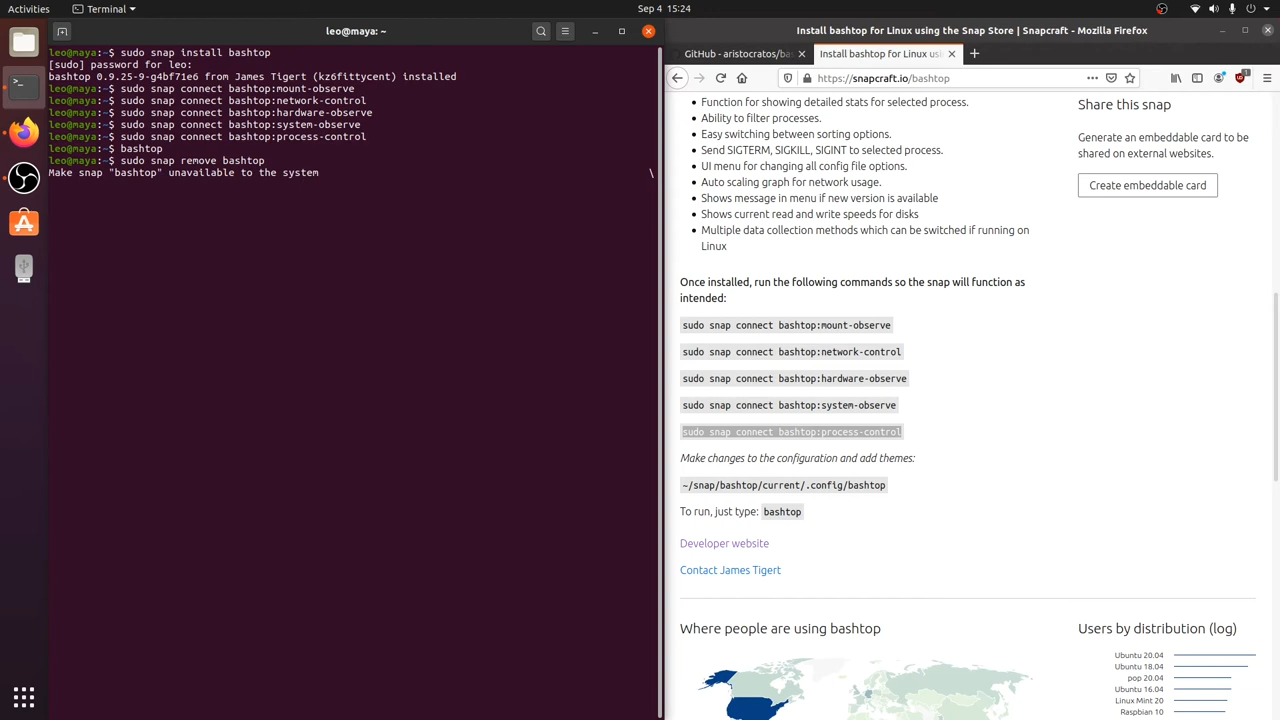 Activities
Terminal
Sep 4 15:24
leo@maya: ~
leo@maya:~$ sudo snap install bashtop
[sudo] password for leo:
bashtop 0.9.25-9-g4bf71e6 from James Tigert (kz6fittycent) installed
leo@maya:~$ sudo snap connect bashtop:mount-observe
leo@maya:~$ sudo snap connect bashtop:network-control
leo@maya:~$ sudo snap connect bashtop:hardware-observe
leo@maya:~$ sudo snap connect bashtop:system-observe
leo@maya:~$ sudo snap connect bashtop:process-control
leo@maya:~$ bashtop
leo@maya:~$ sudo snap remove bashtop
Make snap "bashtop" unavailable to the system \
Install bashtop for Linux using the Snap Store | Snapcraft - Mozilla Firefox
GitHub - aristocratos/bas
Install bashtop for Linux usi
https://snapcraft.io/bashtop
Function for showing detailed stats for selected process.
Ability to filter processes.
Easy switching between sorting options.
Send SIGTERM, SIGKILL, SIGINT to selected process.
UI menu for changing all config file options.
Auto scaling graph for network usage.
Shows message in menu if new version is available
Shows current read and write speeds for disks
Multiple data collection methods which can be switched if running on
Linux
Once installed, run the following commands so the snap will function as
intended:
sudo snap connect bashtop:mount-observe
sudo snap connect bashtop:network-control
sudo snap connect bashtop:hardware-observe
sudo snap connect bashtop:system-observe
sudo snap connect bashtop:process-control
Make changes to the configuration and add themes:
~/snap/bashtop/current/.config/bashtop
To run, just type: bashtop
Developer website
Contact James Tigert
Share this snap
Generate an embeddable card to be
shared on external websites.
Create embeddable card
Where people are using bashtop
Users by distribution (log)
Ubuntu 20.04
Ubuntu 18.04
pop 20.04
Ubuntu 16.04
Linux Mint 20
Raspbian 10